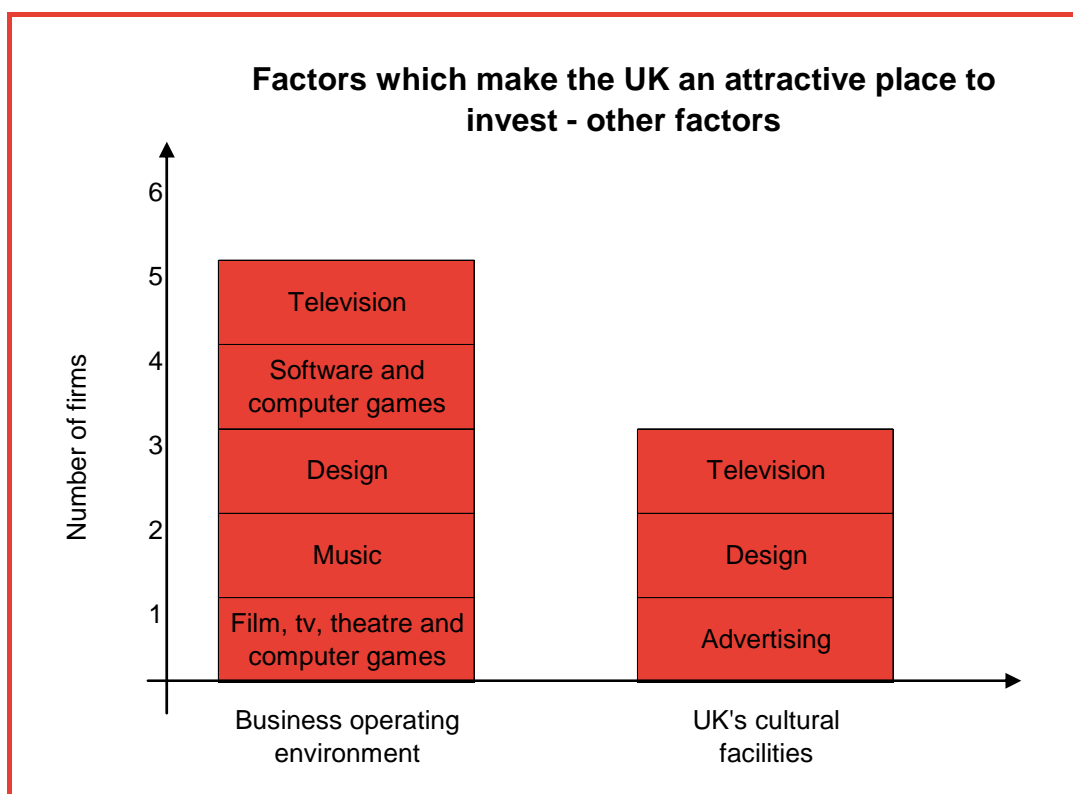 Factors which make the UK an attractive place to
invest - other factors
6
5
4
3
2
1
Number of firms
Television
Software and
computer games
Design
Music
Film, tv, theatre and
computer games
Television
Design
Advertising
Business operating
environment
UK's cultural
facilities